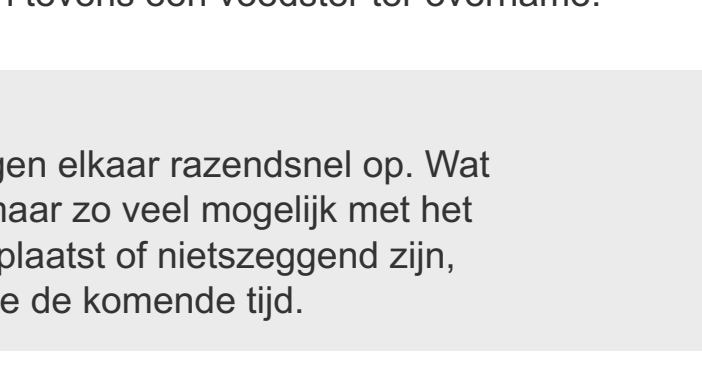 tevens een voedster ter overname.
gen elkaar razendsnel op. Wat
naar zo veel mogelijk met het
plaatst of nietszeggend zijn,
e de komende tijd.